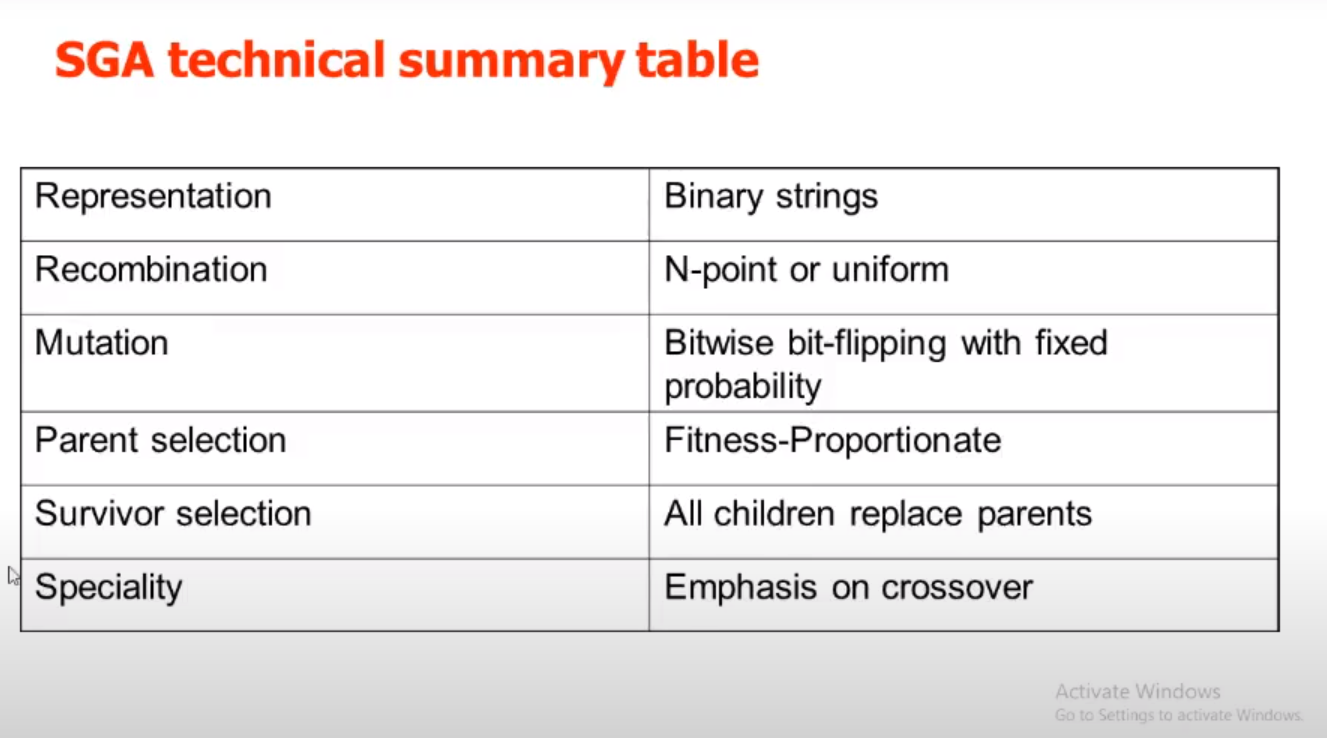 SGA technical summary table
Representation
Binary strings
Recombination
N-point or uniform
Mutation
Bitwise bit-flipping with fixed
probability
Parent selection
Fitness-Proportionate
Survivor selection
All children replace parents
Speciality
Emphasis on crossover
Activate Windows
Go to Settings to activate Windows.